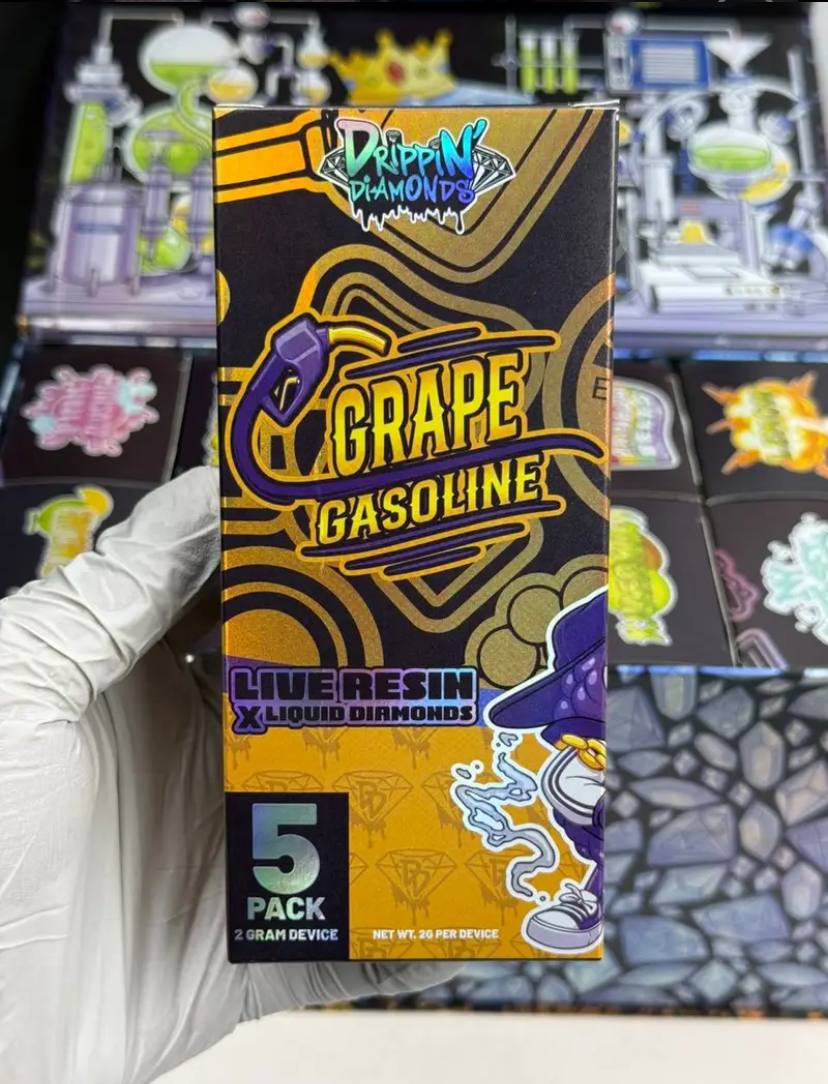 DRIPPIN'
DIAMONDS
GRAPE
GASOLINE
LIVE RESIN
X LIQUID DIAMONDS
5
PACK
2 GRAM DEVICE
NET WT. 2G PER DEVICE